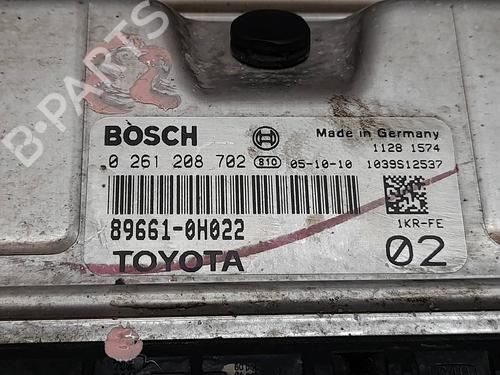 B-PARTS
BOSCH
Made in Germany
1128 1574
0 261 208 702 810 05-10-10 1039S12537
89661-0H022
1KR-FE
TOYOTA
02